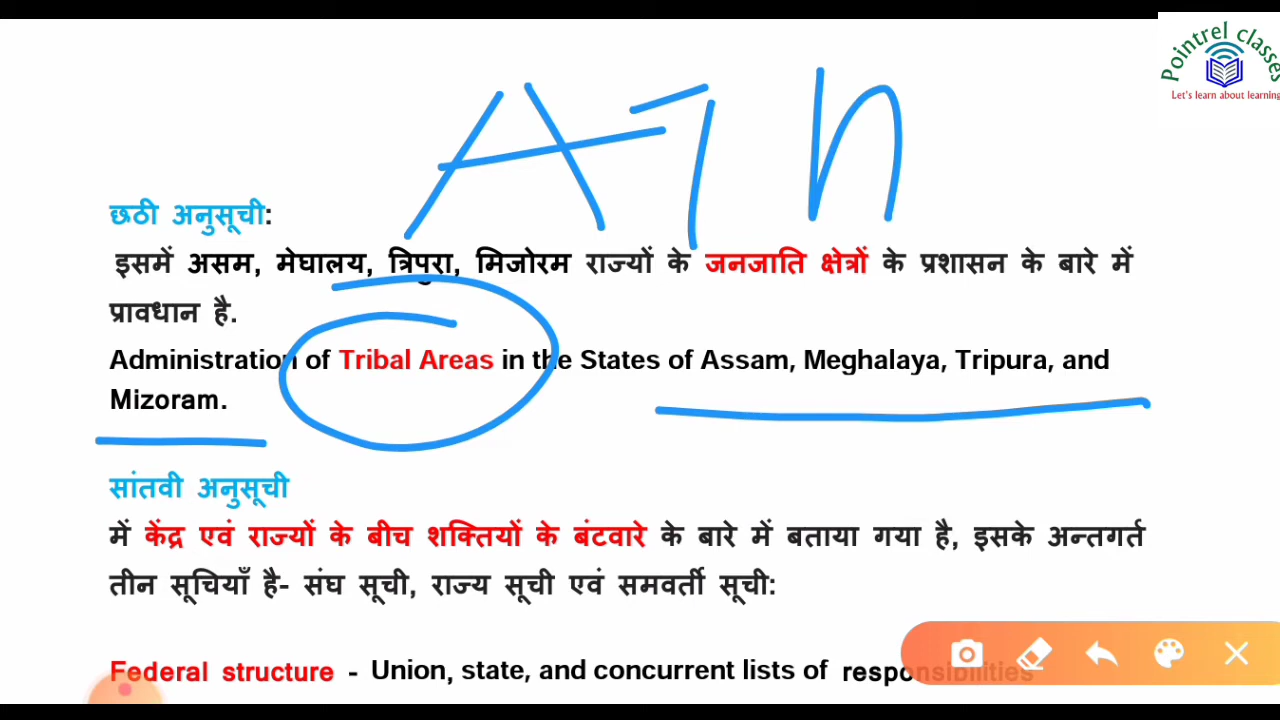 Pointrel classes
Let's learn about learning
छठी अनुसूची:
इसमें असम, मेघालय, त्रिपुरा, मिजोरम राज्यों के जनजाति क्षेत्रों के प्रशासन के बारे में
प्रावधान है.
Administration of Tribal Areas in the States of Assam, Meghalaya, Tripura, and
Mizoram.
सांतवी अनुसूची
में केंद्र एवं राज्यों के बीच शक्तियों के बंटवारे के बारे में बताया गया है, इसके अन्तगर्त
तीन सूचियाँ है- संघ सूची, राज्य सूची एवं समवर्ती सूची:
Federal structure - Union, state, and concurrent lists of responsibilities